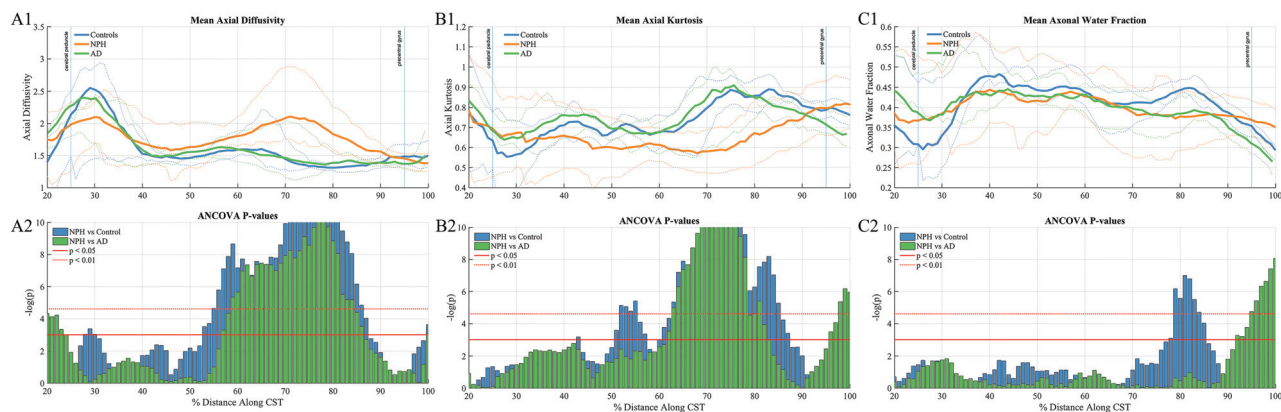 A1
Mean Axial Diffusivity
3.5
3
2.5
2
1.5
1
Axial Diffusivity
cerebral peduncle
precentral gyrus
Controls
NPH
AD
20 30 40 50 60 70 80 90 100
B1
Mean Axial Kurtosis
1.2
1.1
1
0.9
0.8
0.7
0.6
0.5
0.4
Axial Kurtosis
cerebral peduncle
precentral gyrus
Controls
NPH
AD
20 30 40 50 60 70 80 90 100
C1
Mean Axonal Water Fraction
0.6
0.55
0.5
0.45
0.4
0.35
0.3
0.25
0.2
Axonal Water Fraction
cerebral peduncle
precentral gyrus
Controls
NPH
AD
20 30 40 50 60 70 80 90 100
A2
ANCOVA P-values
10
8
6
4
2
0
-log(p)
NPH vs Control
NPH vs AD
p < 0.05
p < 0.01
20 30 40 50 60 70 80 90 100
% Distance Along CST
B2
ANCOVA P-values
10
8
6
4
2
0
-log(p)
NPH vs Control
NPH vs AD
p < 0.05
p < 0.01
20 30 40 50 60 70 80 90 100
% Distance Along CST
C2
ANCOVA P-values
10
8
6
4
2
0
-log(p)
NPH vs Control
NPH vs AD
p < 0.05
p < 0.01
20 30 40 50 60 70 80 90 100
% Distance Along CST